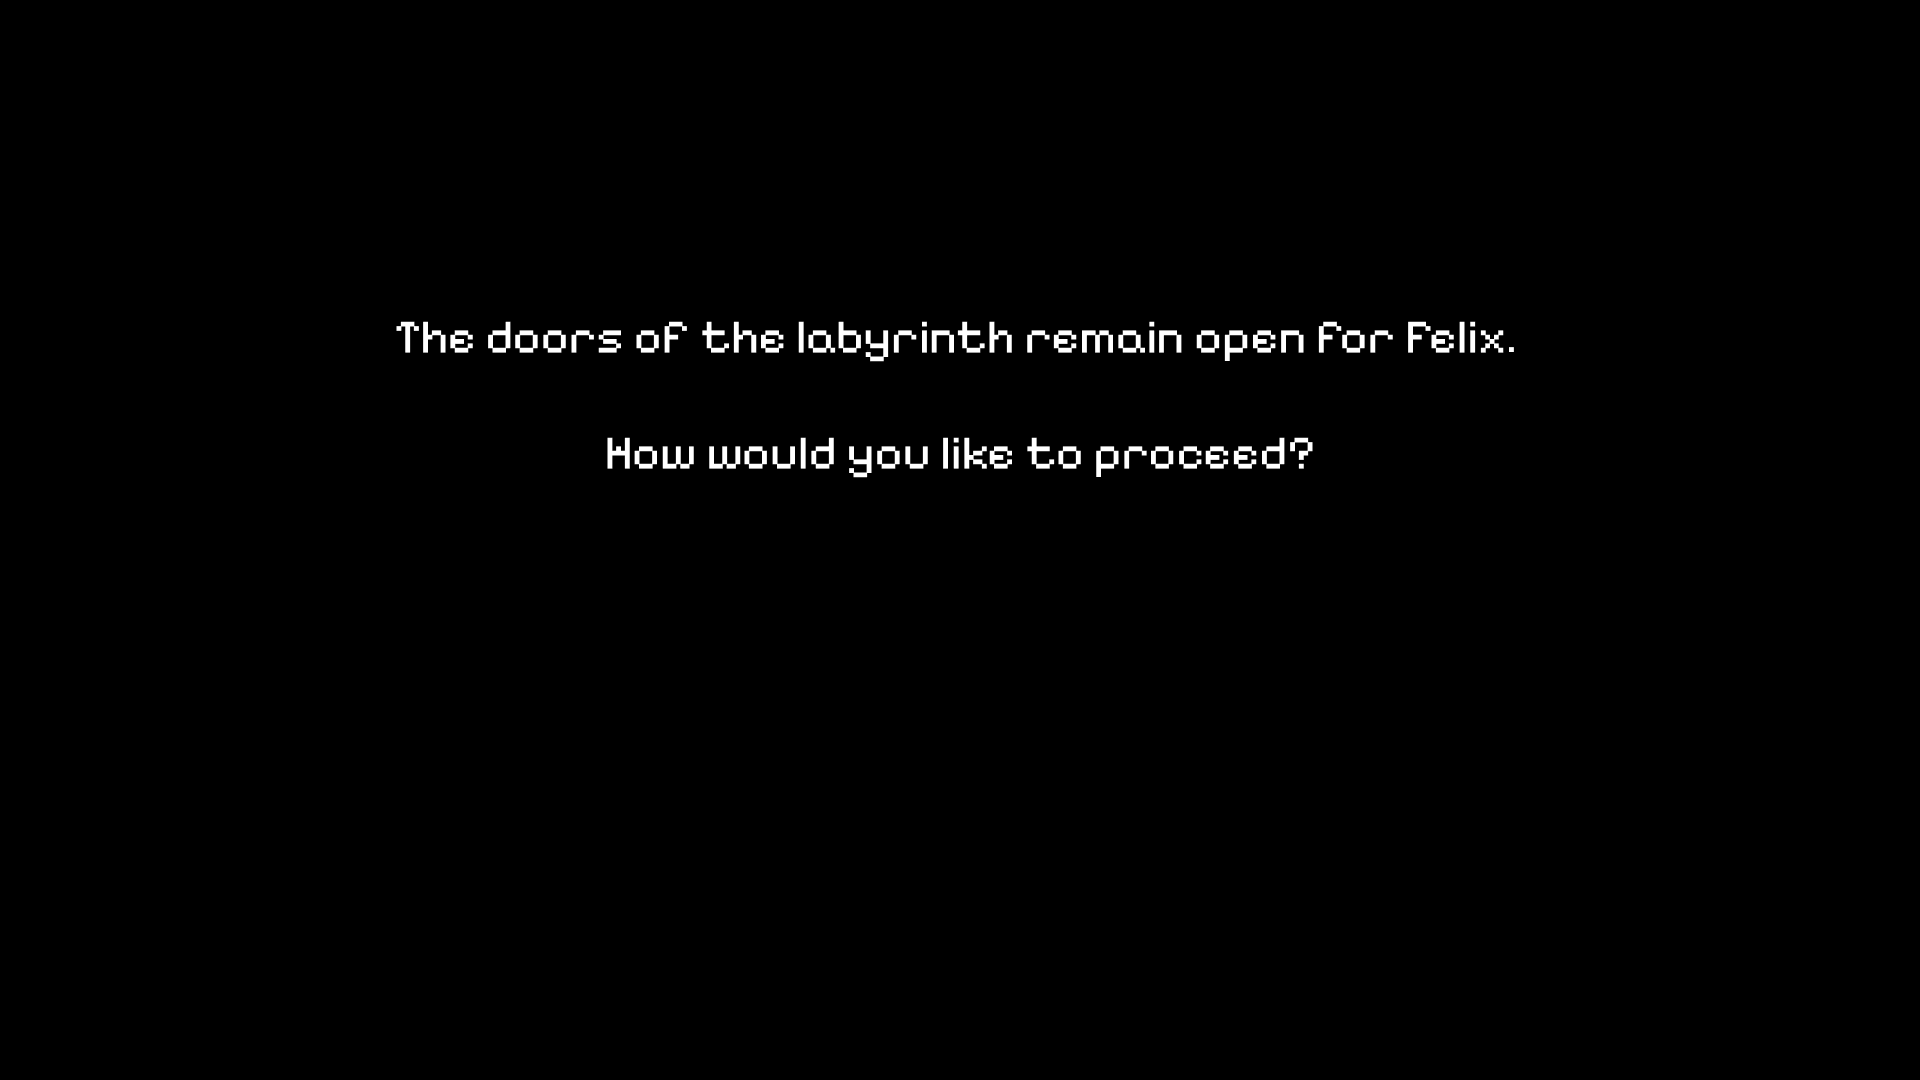 The doors of the labyrinth remain open for Felix.
How would you like to proceed?